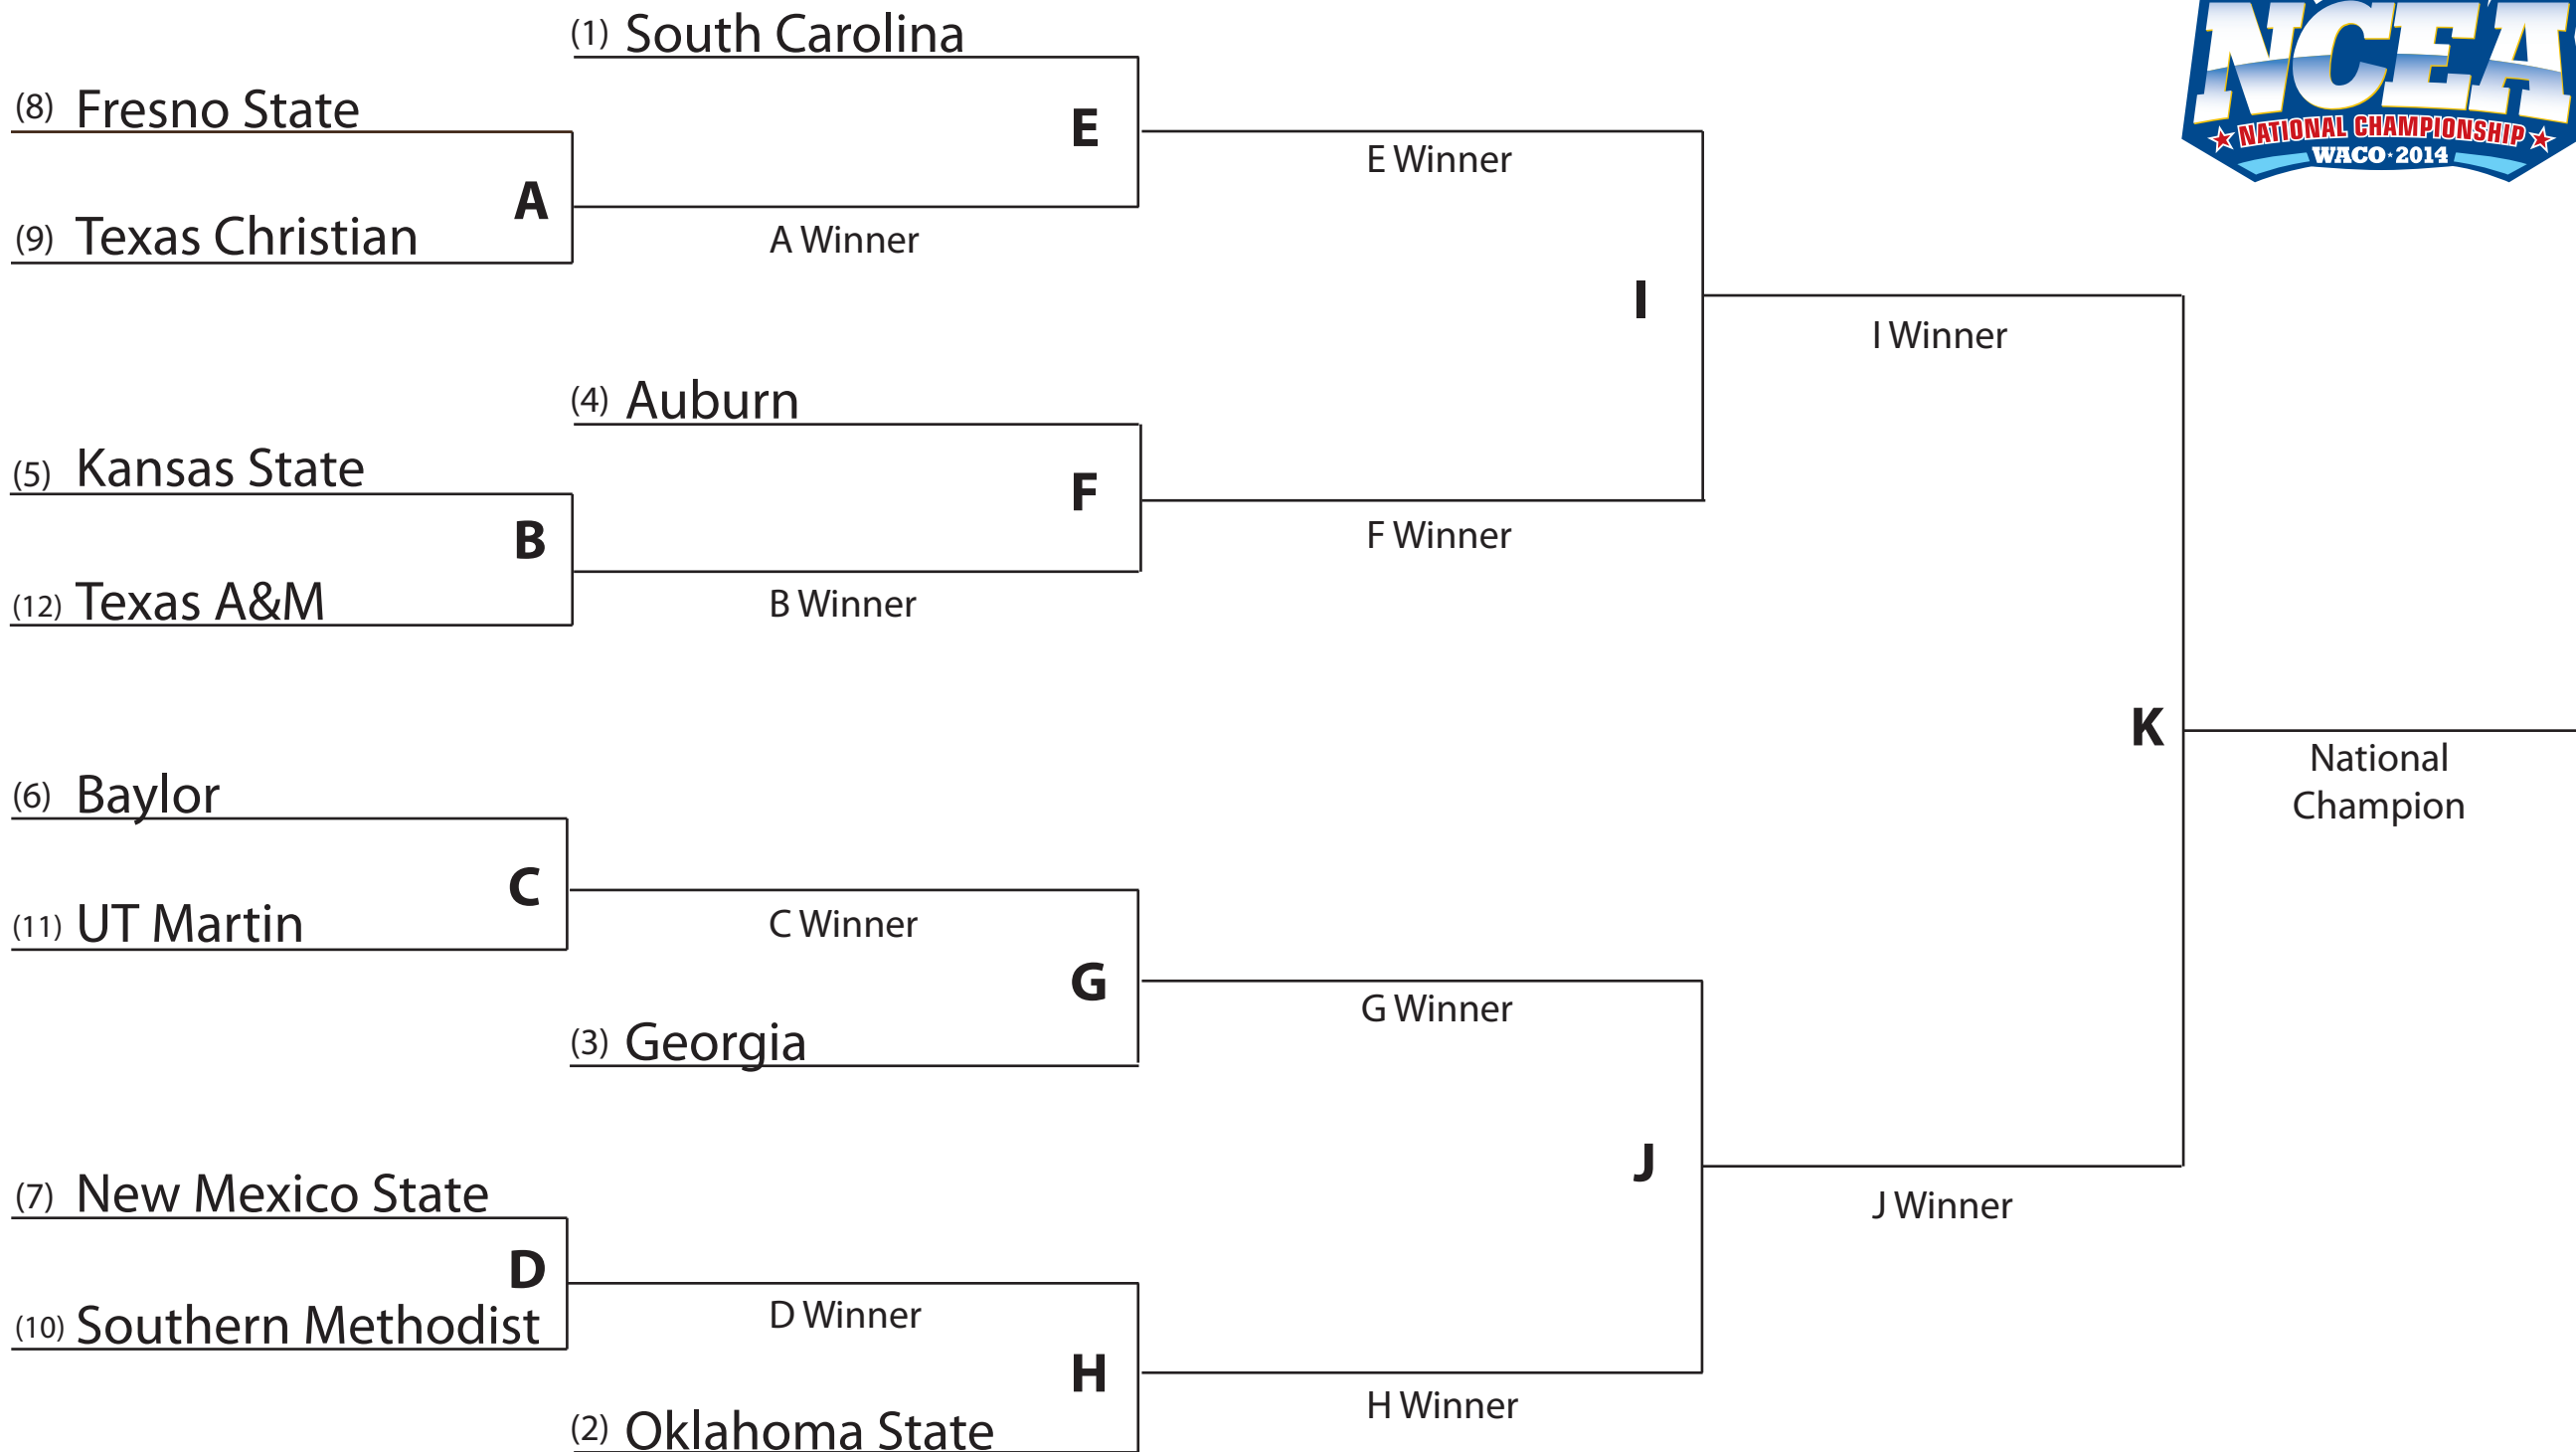 (1) South Carolina
(8) Fresno State
E
E Winner
A
(9) Texas Christian
A Winner
I
I Winner
(4) Auburn
(5) Kansas State
F
F Winner
B
(12) Texas A&M
B Winner
K
National
Champion
(6) Baylor
C
(11) UT Martin
C Winner
G
G Winner
(3) Georgia
J
J Winner
(7) New Mexico State
D
(10) Southern Methodist
D Winner
H
H Winner
(2) Oklahoma State
NCEA
NATIONAL CHAMPIONSHIP
WACO★2014